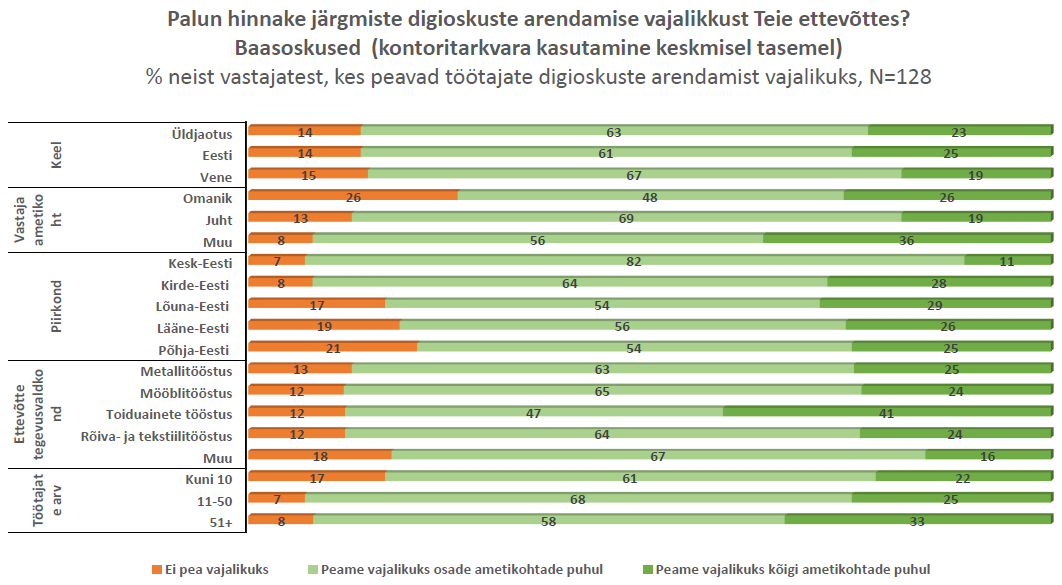 Palun hinnake järgmiste digioskuste arendamise vajalikkust Teie ettevõttes?
Baasoskused (kontoritarkvara kasutamine keskmisel tasemel)
% neist vastajatest, kes peavad töötajate digioskuste arendamist vajalikuks, N=128
Keel
Üldjaotus 14 63 23
Eesti 14 61 25
Vene 15 67 19
Vastaja
ametiko
ht
Omanik 26 48 26
Juht 13 69 19
Muu 8 56 36
Piirkond
Kesk-Eesti 7 82 11
Kirde-Eesti 8 64 28
Lõuna-Eesti 17 54 29
Lääne-Eesti 19 56 26
Põhja-Eesti 21 54 25
Ettevõtte
tegevusvaldko
nd
Metallitööstus 13 63 25
Mööblitööstus 12 65 24
Toiduainete tööstus 12 47 41
Rõiva- ja tekstiilitööstus 12 64 24
Muu 18 67 16
Töötajat
e arv
Kuni 10 17 61 22
11-50 7 68 25
51+ 8 58 33
Ei pea vajalikuks Peame vajalikuks osade ametikohtade puhul Peame vajalikuks kõigi ametikohtade puhul